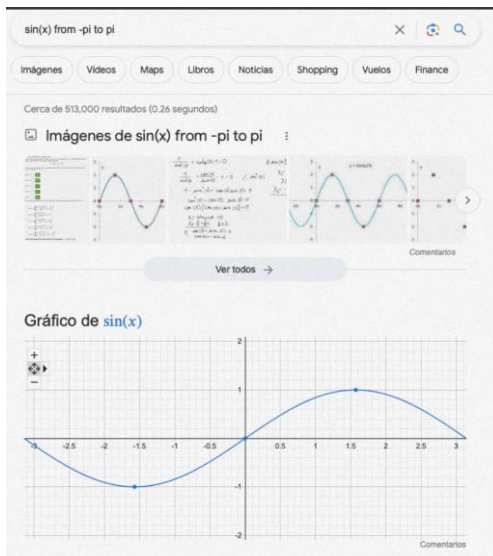 sin(x) from -pi to pi
Imágenes Videos Maps Libros Noticias Shopping Vuelos Finance
Cerca de 513,000 resultados (0.26 segundos)
Imágenes de sin(x) from -pi to pi
Comentarios
Ver todos →
Gráfico de sin(x)
+
−
2
1
-2.5 -2 -1.5 -1 -0.5 0 0.5 1 1.5 2 2.5 3
-1
-2
Comentarios